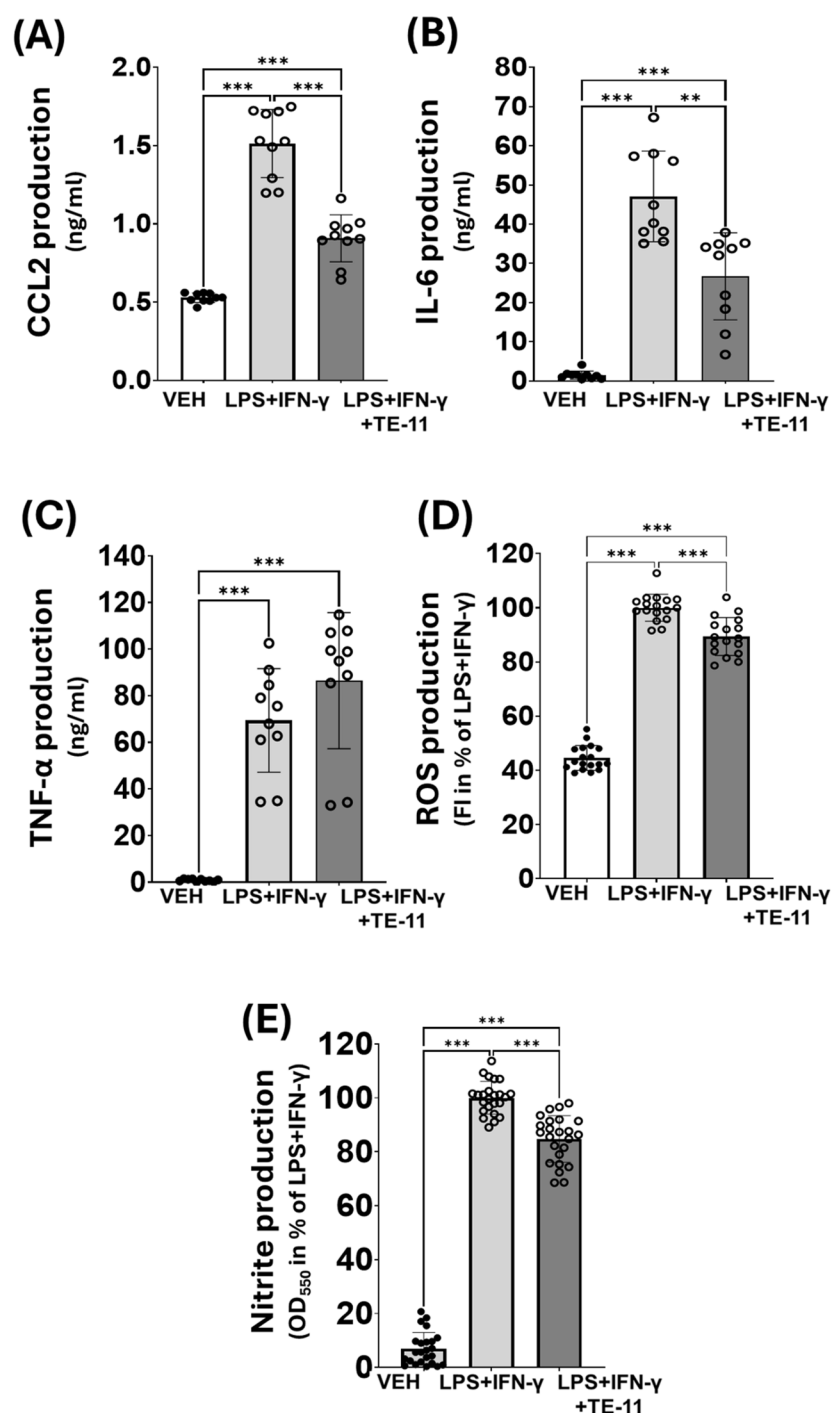 (A)
CCL2 production
(ng/ml)
2.0
1.5
1.0
0.5
0.0
***
*** ***
VEH LPS+IFN-γ LPS+IFN-γ
+TE-11
(B)
IL-6 production
(ng/ml)
80
70
60
50
40
30
20
10
0
***
*** **
VEH LPS+IFN-γ LPS+IFN-γ
+TE-11
(C)
TNF-α production
(ng/ml)
140
120
100
80
60
40
20
0
***
***
VEH LPS+IFN-γ LPS+IFN-γ
+TE-11
(D)
ROS production
(FI in % of LPS+IFN-γ)
120
100
80
60
40
20
0
***
*** ***
VEH LPS+IFN-γ LPS+IFN-γ
+TE-11
(E)
Nitrite production
(OD550 in % of LPS+IFN-γ)
120
100
80
60
40
20
0
***
*** ***
VEH LPS+IFN-γ LPS+IFN-γ
+TE-11